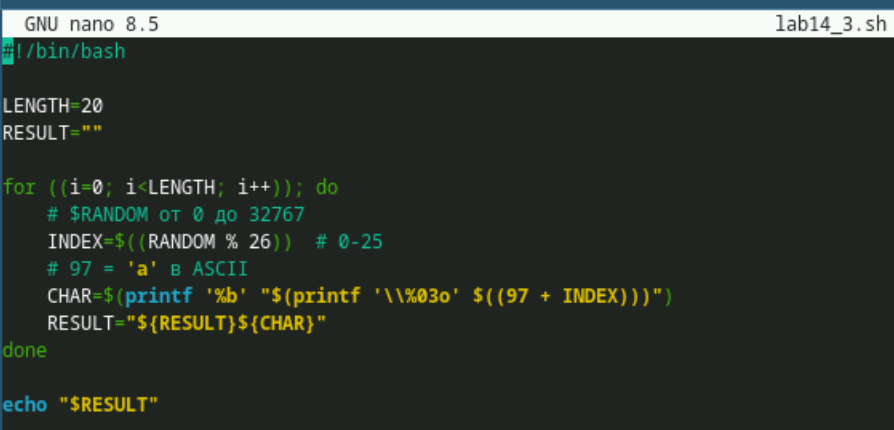 GNU nano 8.5 lab14_3.sh
#!/bin/bash
LENGTH=20
RESULT=""
for ((i=0; i<LENGTH; i++)); do
    # $RANDOM от 0 до 32767
    INDEX=$((RANDOM % 26))  # 0-25
    # 97 = 'a' в ASCII
    CHAR=$(printf '%b' "$(printf '\\%03o' $((97 + INDEX)))")
    RESULT="${RESULT}${CHAR}"
done
echo "$RESULT"